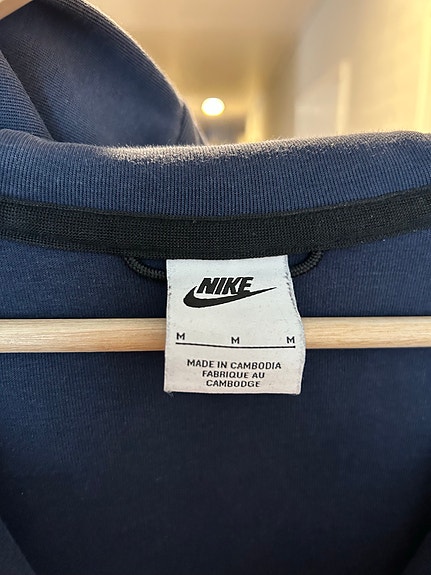 NIKE
M M M
MADE IN CAMBODIA
FABRIQUE AU
CAMBODGE